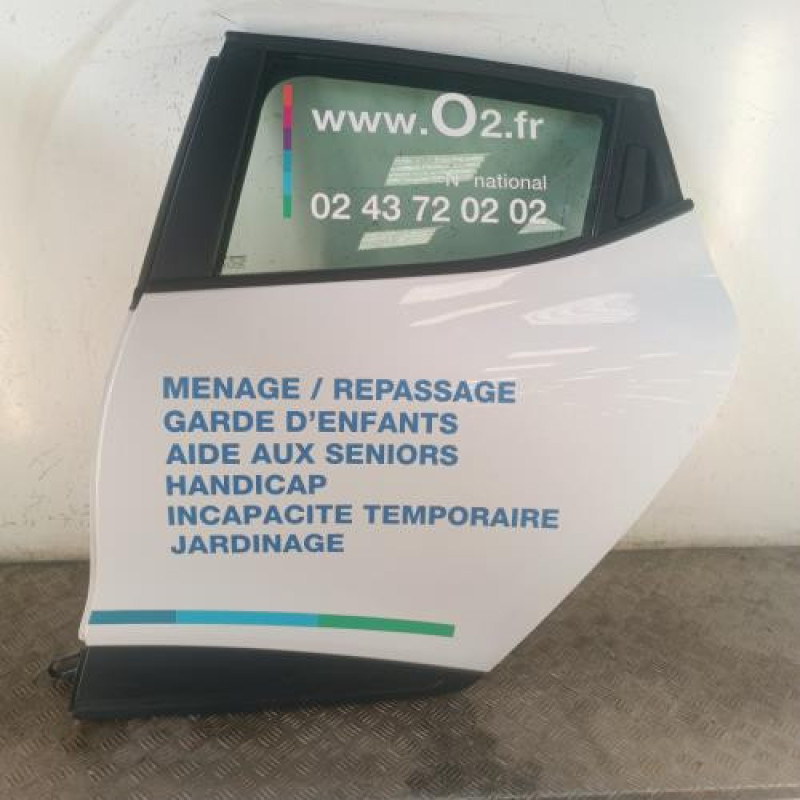 www.O2.fr
N° national
02 43 72 02 02
MENAGE / REPASSAGE
GARDE D'ENFANTS
AIDE AUX SENIORS
HANDICAP
INCAPACITE TEMPORAIRE
JARDINAGE